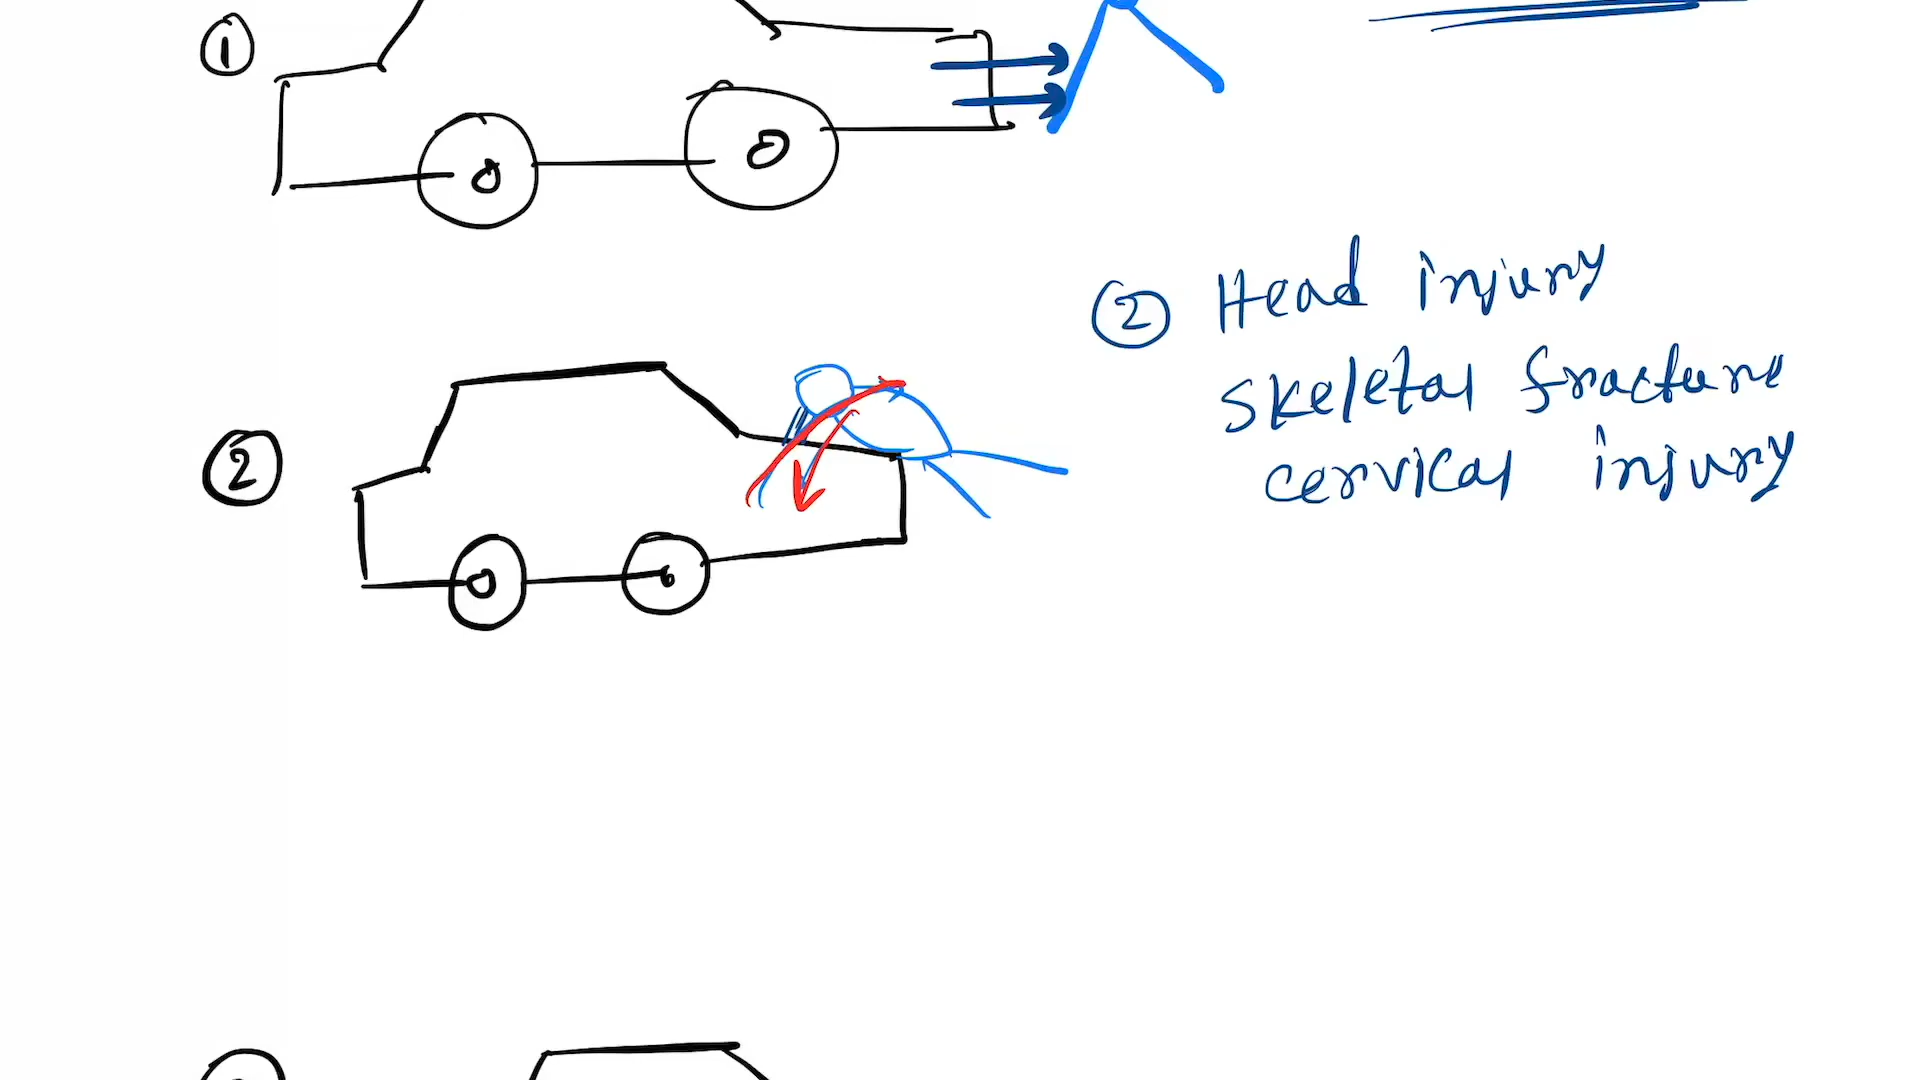 1
2 Head injury
skeletal fracture
cervical injury
2